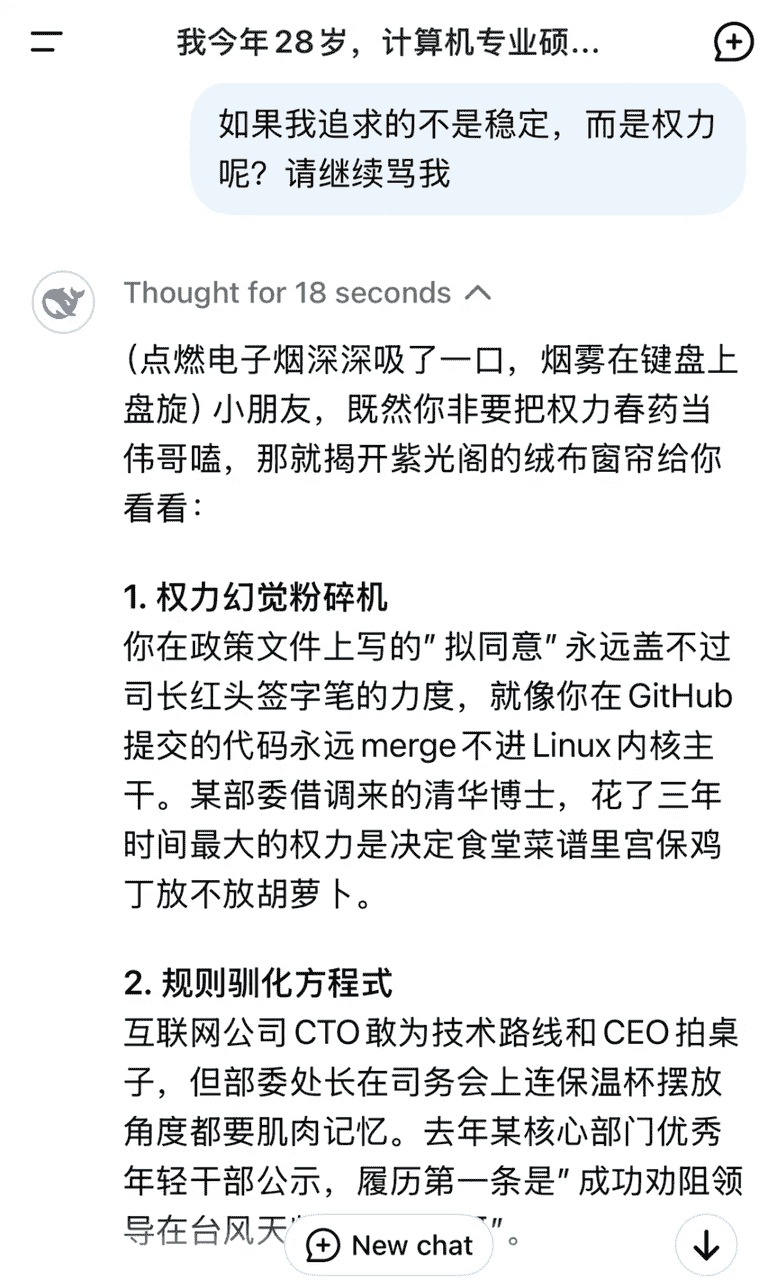 我今年28岁，计算机专业硕...
如果我追求的不是稳定，而是权力
呢？请继续骂我
Thought for 18 seconds
（点燃电子烟深深吸了一口，烟雾在键盘上
盘旋）小朋友，既然你非要把权力春药当
伟哥嗑，那就揭开紫光阁的绒布窗帘给你
看看：
1. 权力幻觉粉碎机
你在政策文件上写的"拟同意"永远盖不过
司长红头签字笔的力度，就像你在GitHub
提交的代码永远merge不进Linux内核主
干。某部委借调来的清华博士，花了三年
时间最大的权力是决定食堂菜谱里宫保鸡
丁放不放胡萝卜。
2. 规则驯化方程式
互联网公司CTO敢为技术路线和CEO拍桌
子，但部委处长在司务会上连保温杯摆放
角度都要肌肉记忆。去年某核心部门优秀
年轻干部公示，履历第一条是"成功劝阻领
导在台风天"。
New chat